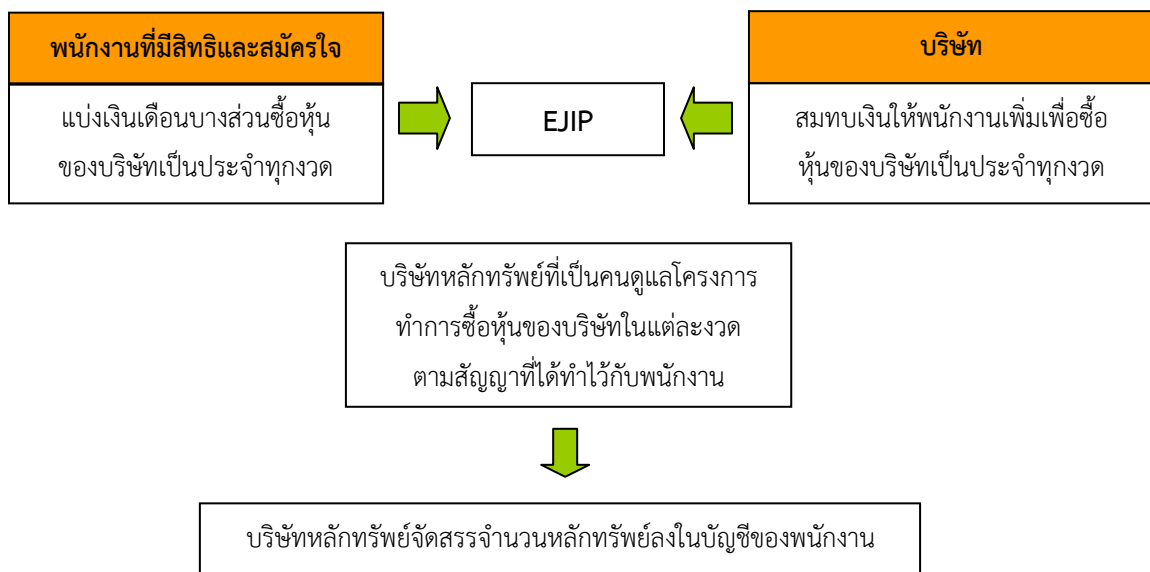 พนักงานที่มีสิทธิและสมัครใจ
แบ่งเงินเดือนบางส่วนซื้อหุ้น
ของบริษัทเป็นประจำทุกงวด
EJIP
บริษัท
สมทบเงินให้พนักงานเพิ่มเพื่อซื้อ
หุ้นของบริษัทเป็นประจำทุกงวด
บริษัทหลักทรัพย์ที่เป็นคนดูแลโครงการ
ทำการซื้อหุ้นของบริษัทในแต่ละงวด
ตามสัญญาที่ได้ทำไว้กับพนักงาน
บริษัทหลักทรัพย์จัดสรรจำนวนหลักทรัพย์ลงในบัญชีของพนักงาน